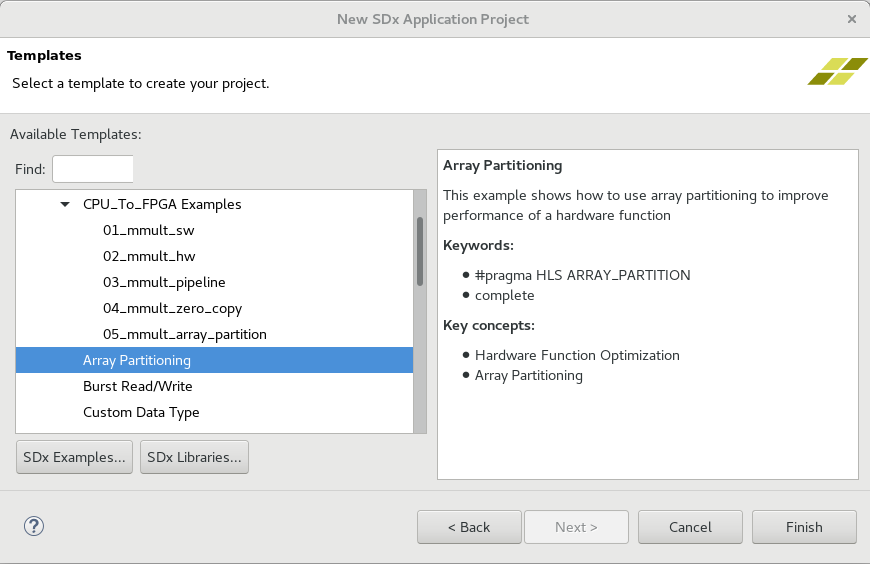 New SDx Application Project
Templates
Select a template to create your project.
Available Templates:
Find:
CPU_To_FPGA Examples
01_mmult_sw
02_mmult_hw
03_mmult_pipeline
04_mmult_zero_copy
05_mmult_array_partition
Array Partitioning
Burst Read/Write
Custom Data Type
SDx Examples...
SDx Libraries...
Array Partitioning
This example shows how to use array partitioning to improve
performance of a hardware function
Keywords:
#pragma HLS ARRAY_PARTITION
complete
Key concepts:
Hardware Function Optimization
Array Partitioning
?
< Back
Next >
Cancel
Finish